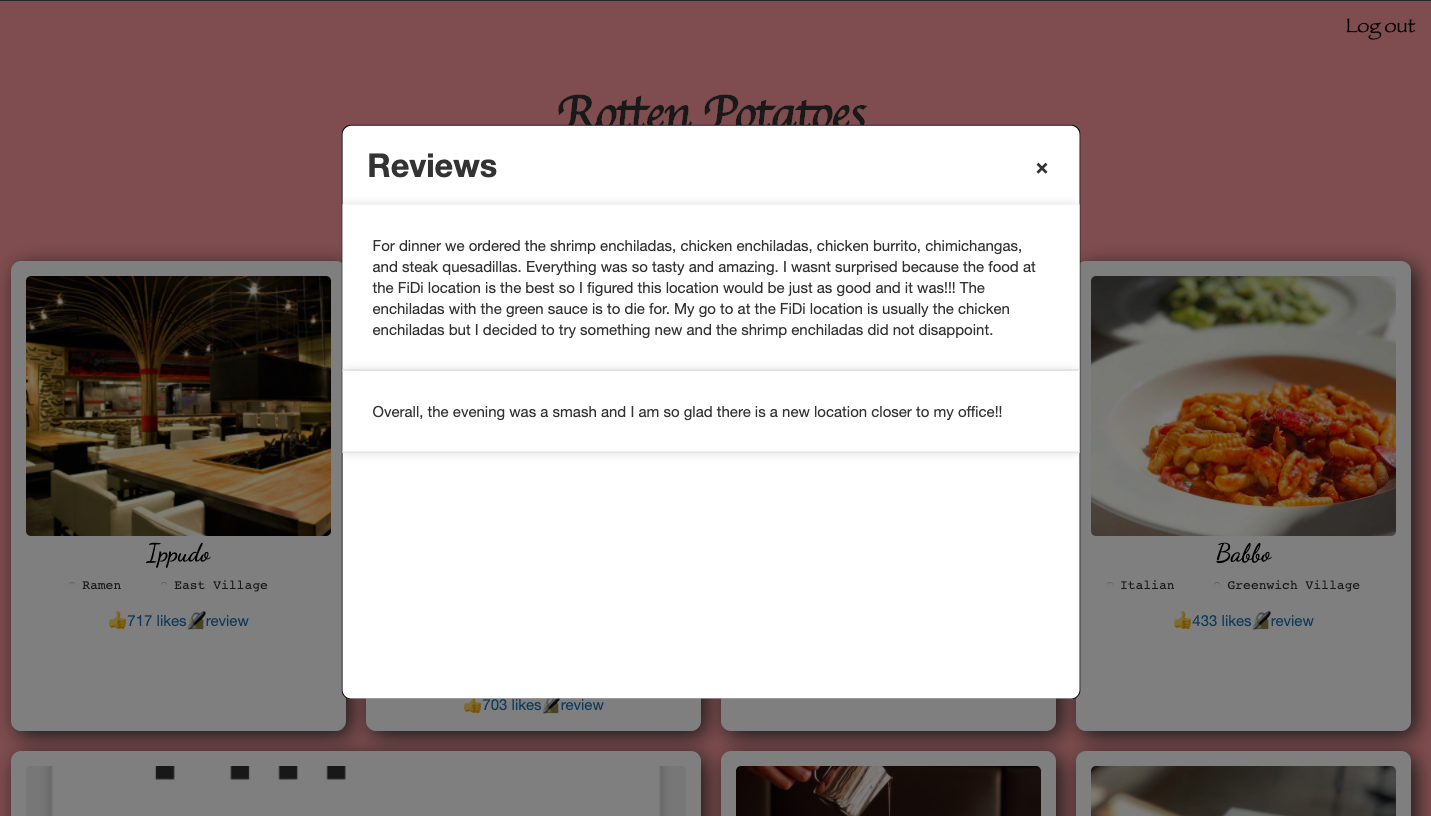 Log out
Rotten Potatoes
Reviews ×
For dinner we ordered the shrimp enchiladas, chicken enchiladas, chicken burrito, chimichangas,
and steak quesadillas. Everything was so tasty and amazing. I wasnt surprised because the food at
the FiDi location is the best so I figured this location would be just as good and it was!!! The
enchiladas with the green sauce is to die for. My go to at the FiDi location is usually the chicken
enchiladas but I decided to try something new and the shrimp enchiladas did not disappoint.
Overall, the evening was a smash and I am so glad there is a new location closer to my office!!
Ippudo
Ramen East Village
👍717 likes review
👍703 likes review
Babbo
Italian Greenwich Village
👍433 likes review